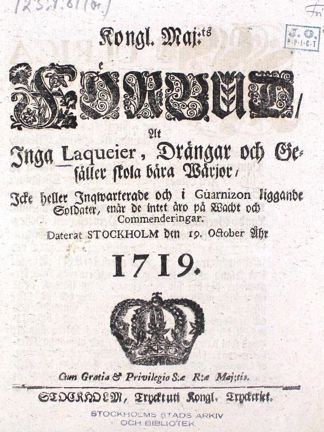 Kongl. Maj:ts
FÖRBUD/
At
Inga Laqueier, Drängar och Ge-
säller skola bära Wärjor/
Icke heller Inqwarterade och i Guarnizon liggande
Soldater, enär de intet äro på Wacht och
Commenderingar.
Daterat STOCKHOLM den 19. October Åhr
1719.
Cum Gratia & Privilegio S:æ R:æ Maj:tis.
STOCKHOLM, Tryckt uti Kongl. Tryckeriet.
STOCKHOLMS STADS ARKIV
OCH BIBLIOTEK